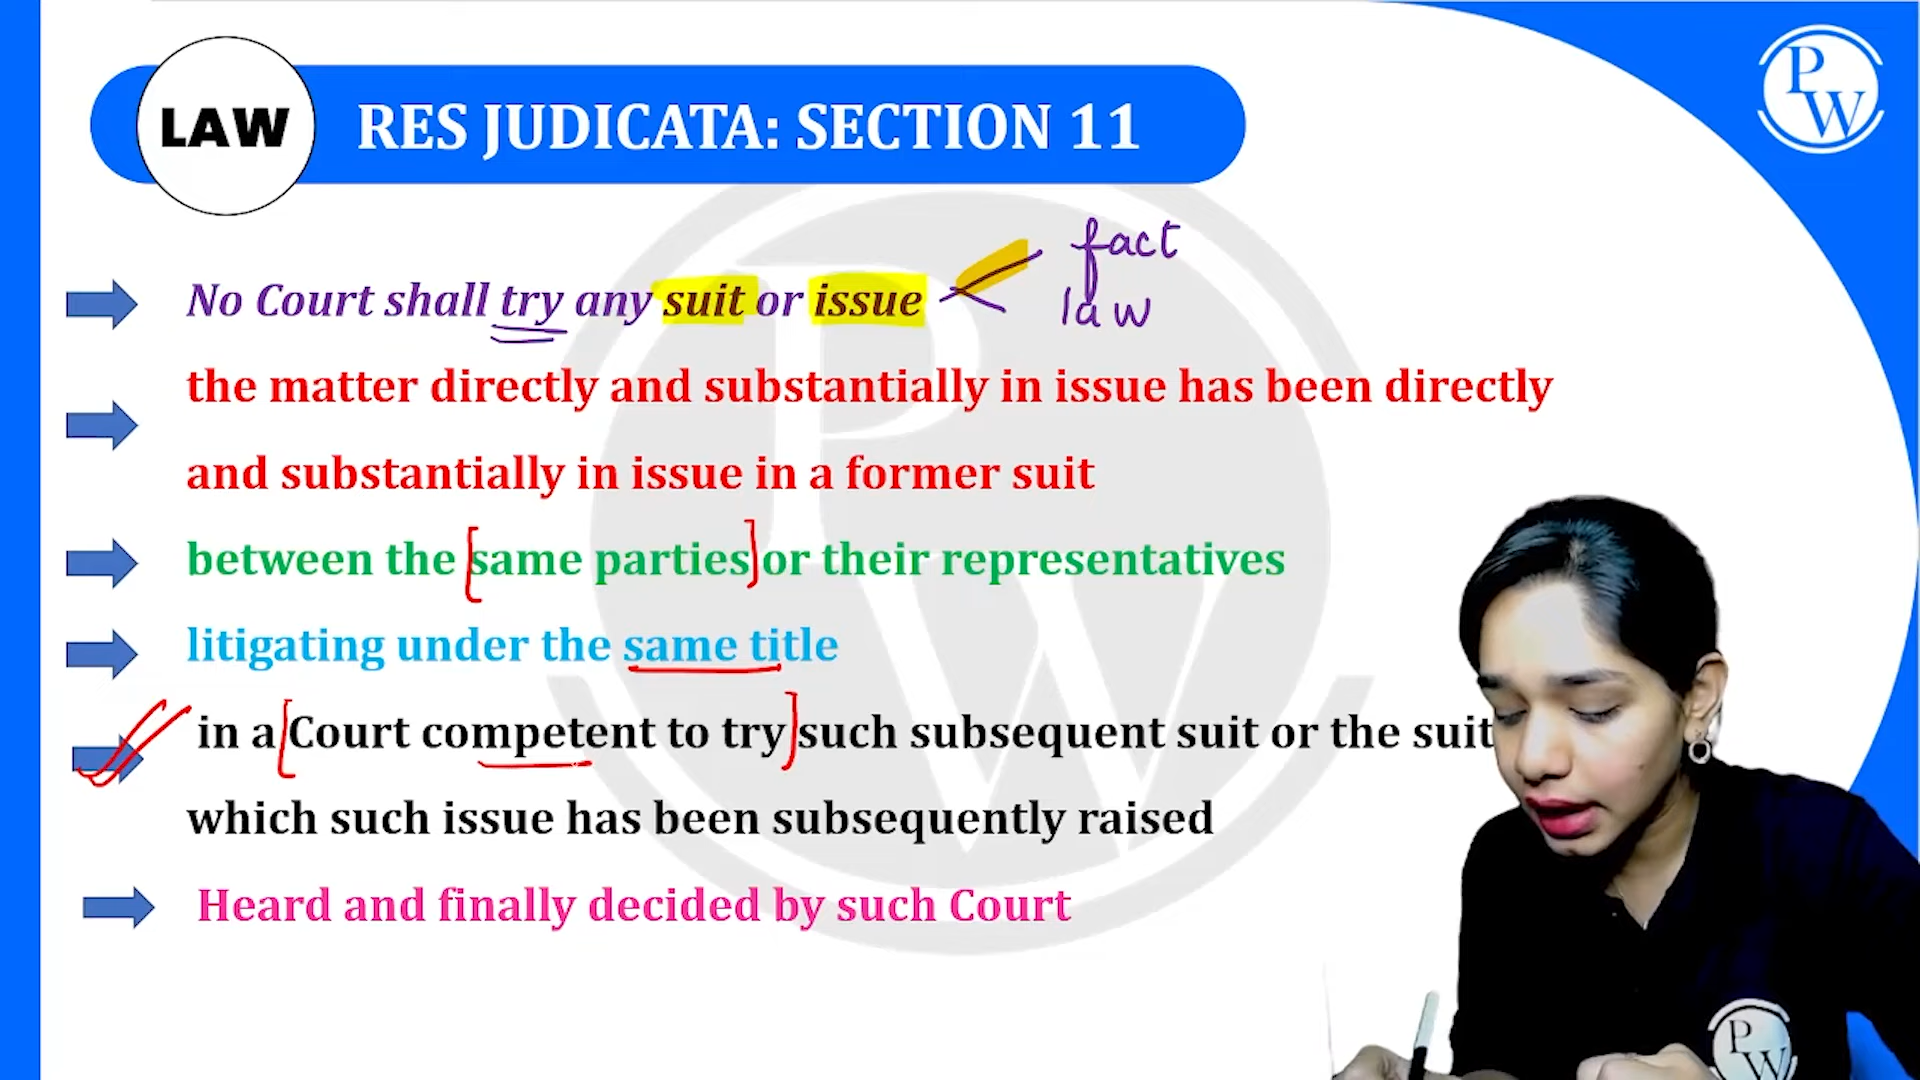 LAW
RES JUDICATA: SECTION 11
PW
fact
No Court shall try any suit or issue
law
the matter directly and substantially in issue has been directly
and substantially in issue in a former suit
between the same parties or their representatives
litigating under the same title
in a Court competent to try such subsequent suit or the suit
which such issue has been subsequently raised
Heard and finally decided by such Court
PW
PW